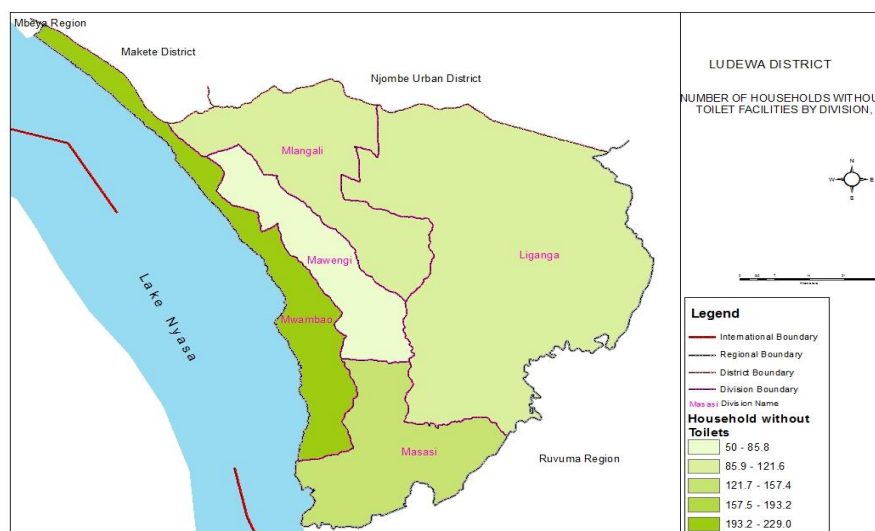 Mbeya Region
Makete District
Njombe Urban District
Mlangali
Mawengi
Liganga
Mwambao
Masasi
Lake Nyasa
Ruvuma Region
LUDEWA DISTRICT
NUMBER OF HOUSEHOLDS WITHOU
TOILET FACILITIES BY DIVISION,
N
W E
S
Legend
International Boundary
Regional Boundary
District Boundary
Division Boundary
Masasi Division Name
Household without
Toilets
50 - 85.8
85.9 - 121.6
121.7 - 157.4
157.5 - 193.2
193.2 - 229.0